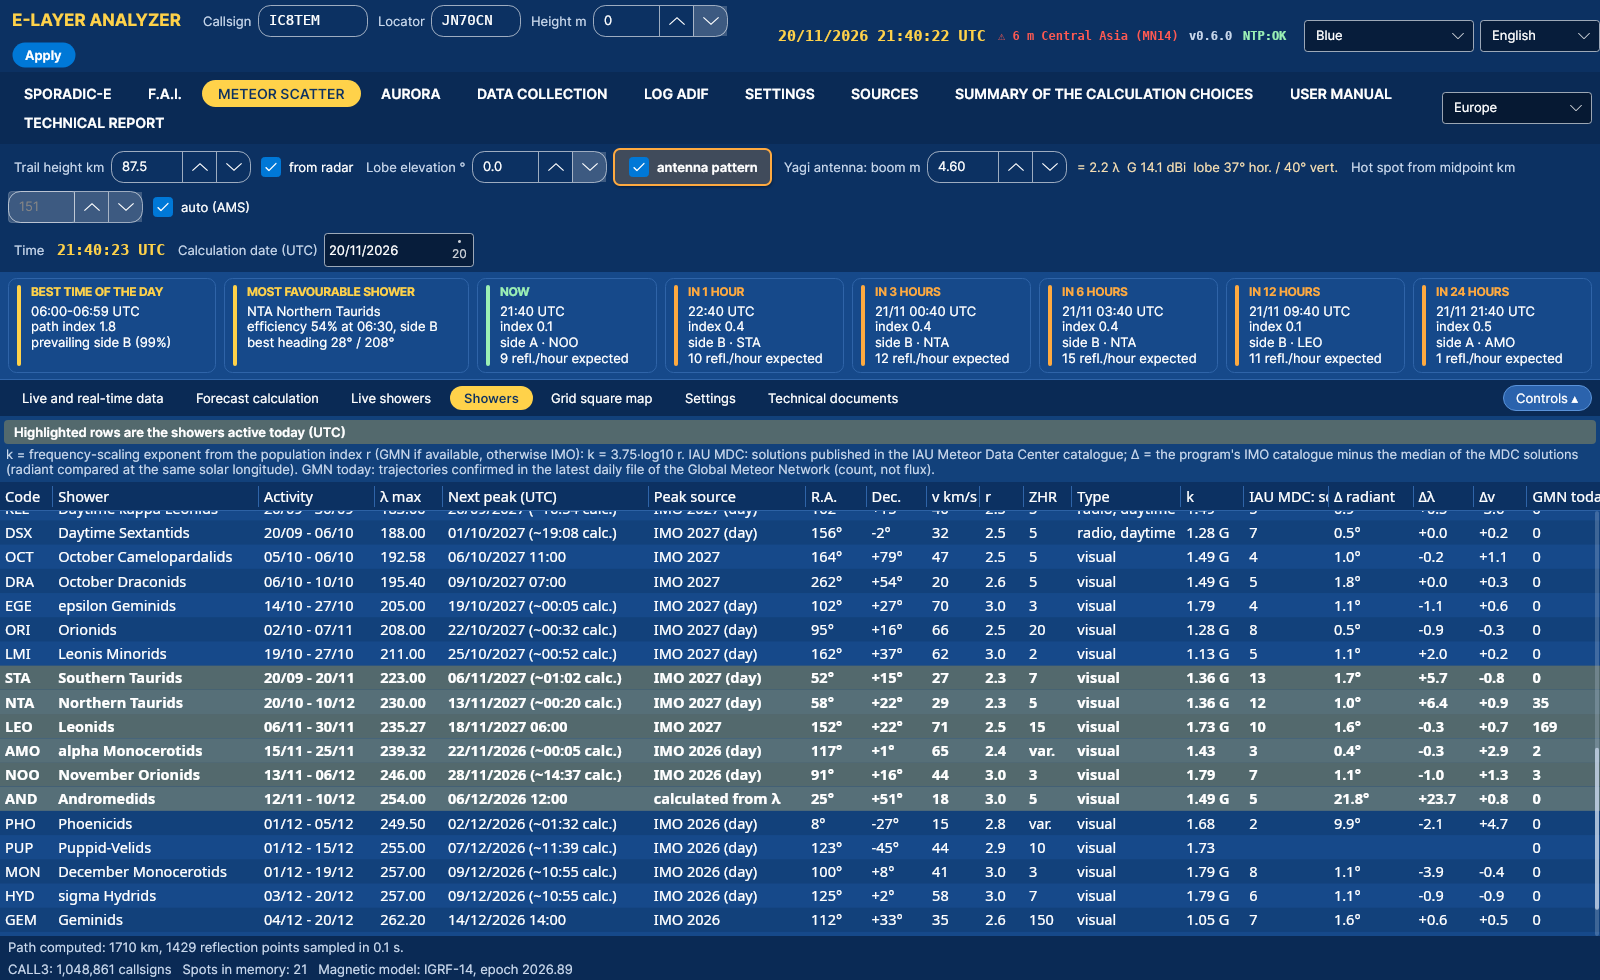 E-LAYER ANALYZER Callsign IC8TEM Locator JN70CN Height m 0
20/11/2026 21:40:22 UTC ⚠ 6 m Central Asia (MN14) v0.6.0 NTP:OK Blue English
Apply
SPORADIC-E F.A.I. METEOR SCATTER AURORA DATA COLLECTION LOG ADIF SETTINGS SOURCES SUMMARY OF THE CALCULATION CHOICES USER MANUAL
TECHNICAL REPORT
Europe
Trail height km 87.5 from radar Lobe elevation ° 0.0 antenna pattern Yagi antenna: boom m 4.60 = 2.2 λ G 14.1 dBi lobe 37° hor. / 40° vert. Hot spot from midpoint km
151 auto (AMS)
Time 21:40:23 UTC Calculation date (UTC) 20/11/2026 20
BEST TIME OF THE DAY
06:00-06:59 UTC
path index 1.8
prevailing side B (99%)
MOST FAVOURABLE SHOWER
NTA Northern Taurids
efficiency 54% at 06:30, side B
best heading 28° / 208°
NOW
21:40 UTC
index 0.1
side A · NOO
9 refl./hour expected
IN 1 HOUR
22:40 UTC
index 0.4
side B · STA
10 refl./hour expected
IN 3 HOURS
21/11 00:40 UTC
index 0.4
side B · NTA
12 refl./hour expected
IN 6 HOURS
21/11 03:40 UTC
index 0.4
side B · NTA
15 refl./hour expected
IN 12 HOURS
21/11 09:40 UTC
index 0.1
side B · LEO
11 refl./hour expected
IN 24 HOURS
21/11 21:40 UTC
index 0.5
side A · AMO
1 refl./hour expected
Live and real-time data Forecast calculation Live showers Showers Grid square map Settings Technical documents Controls ▴
Highlighted rows are the showers active today (UTC)
k = frequency-scaling exponent from the population index r (GMN if available, otherwise IMO): k = 3.75·log10 r. IAU MDC: solutions published in the IAU Meteor Data Center catalogue; Δ = the program's IMO catalogue minus the median of the MDC solutions
(radiant compared at the same solar longitude). GMN today: trajectories confirmed in the latest daily file of the Global Meteor Network (count, not flux).
Code Shower Activity λ max Next peak (UTC) Peak source R.A. Dec. v km/s r ZHR Type k IAU MDC: Δ radiant Δλ Δv GMN
DSX Daytime Sextantids 20/09 - 06/10 188.00 01/10/2027 (~19:08 calc.) IMO 2027 (day) 156° -2° 32 2.5 5 radio, daytime 1.28 G 7 0.5° +0.0 +0.2 0
OCT October Camelopardalids 05/10 - 06/10 192.58 06/10/2027 11:00 IMO 2027 164° +79° 47 2.5 5 visual 1.49 G 4 1.0° -0.2 +1.1 0
DRA October Draconids 06/10 - 10/10 195.40 09/10/2027 07:00 IMO 2027 262° +54° 20 2.6 5 visual 1.49 G 5 1.8° +0.0 +0.3 0
EGE epsilon Geminids 14/10 - 27/10 205.00 19/10/2027 (~00:05 calc.) IMO 2027 (day) 102° +27° 70 3.0 3 visual 1.79 4 1.1° -1.1 +0.6 0
ORI Orionids 02/10 - 07/11 208.00 22/10/2027 (~00:32 calc.) IMO 2027 (day) 95° +16° 66 2.5 20 visual 1.28 G 8 0.5° -0.9 -0.3 0
LMI Leonis Minorids 19/10 - 27/10 211.00 25/10/2027 (~00:52 calc.) IMO 2027 (day) 162° +37° 62 3.0 2 visual 1.13 G 5 1.1° +2.0 +0.2 0
STA Southern Taurids 20/09 - 20/11 223.00 06/11/2027 (~01:02 calc.) IMO 2027 (day) 52° +15° 27 2.3 7 visual 1.36 G 13 1.7° +5.7 -0.8 0
NTA Northern Taurids 20/10 - 10/12 230.00 13/11/2027 (~00:20 calc.) IMO 2027 (day) 58° +22° 29 2.3 5 visual 1.36 G 12 1.0° +6.4 +0.9 35
LEO Leonids 06/11 - 30/11 235.27 18/11/2027 06:00 IMO 2027 152° +22° 71 2.5 15 visual 1.73 G 10 1.6° -0.3 +0.7 169
AMO alpha Monocerotids 15/11 - 25/11 239.32 22/11/2026 (~00:05 calc.) IMO 2026 (day) 117° +1° 65 2.4 var. visual 1.43 3 0.4° -0.3 +2.9 2
NOO November Orionids 13/11 - 06/12 246.00 28/11/2026 (~14:37 calc.) IMO 2026 (day) 91° +16° 44 3.0 3 visual 1.79 7 1.1° -1.0 +1.3 3
AND Andromedids 12/11 - 10/12 254.00 06/12/2026 12:00 calculated from λ 25° +51° 18 3.0 5 visual 1.49 G 5 21.8° +23.7 +0.8 0
PHO Phoenicids 01/12 - 05/12 249.50 02/12/2026 (~01:32 calc.) IMO 2026 (day) 8° -27° 15 2.8 var. visual 1.68 2 9.9° -2.1 +4.7 0
PUP Puppid-Velids 01/12 - 15/12 255.00 07/12/2026 (~11:39 calc.) IMO 2026 (day) 123° -45° 44 2.9 10 visual 1.73 0
MON December Monocerotids 01/12 - 19/12 257.00 09/12/2026 (~10:55 calc.) IMO 2026 (day) 100° +8° 41 3.0 3 visual 1.79 G 8 1.1° -3.9 -0.4 0
HYD sigma Hydrids 03/12 - 20/12 257.00 09/12/2026 (~10:55 calc.) IMO 2026 (day) 125° +2° 58 3.0 7 visual 1.79 G 6 1.1° -0.9 -0.9 0
GEM Geminids 04/12 - 20/12 262.20 14/12/2026 14:00 IMO 2026 112° +33° 35 2.6 150 visual 1.05 G 7 1.6° +0.6 +0.5 0
Path computed: 1710 km, 1429 reflection points sampled in 0.1 s.
CALL3: 1,048,861 callsigns Spots in memory: 21 Magnetic model: IGRF-14, epoch 2026.89